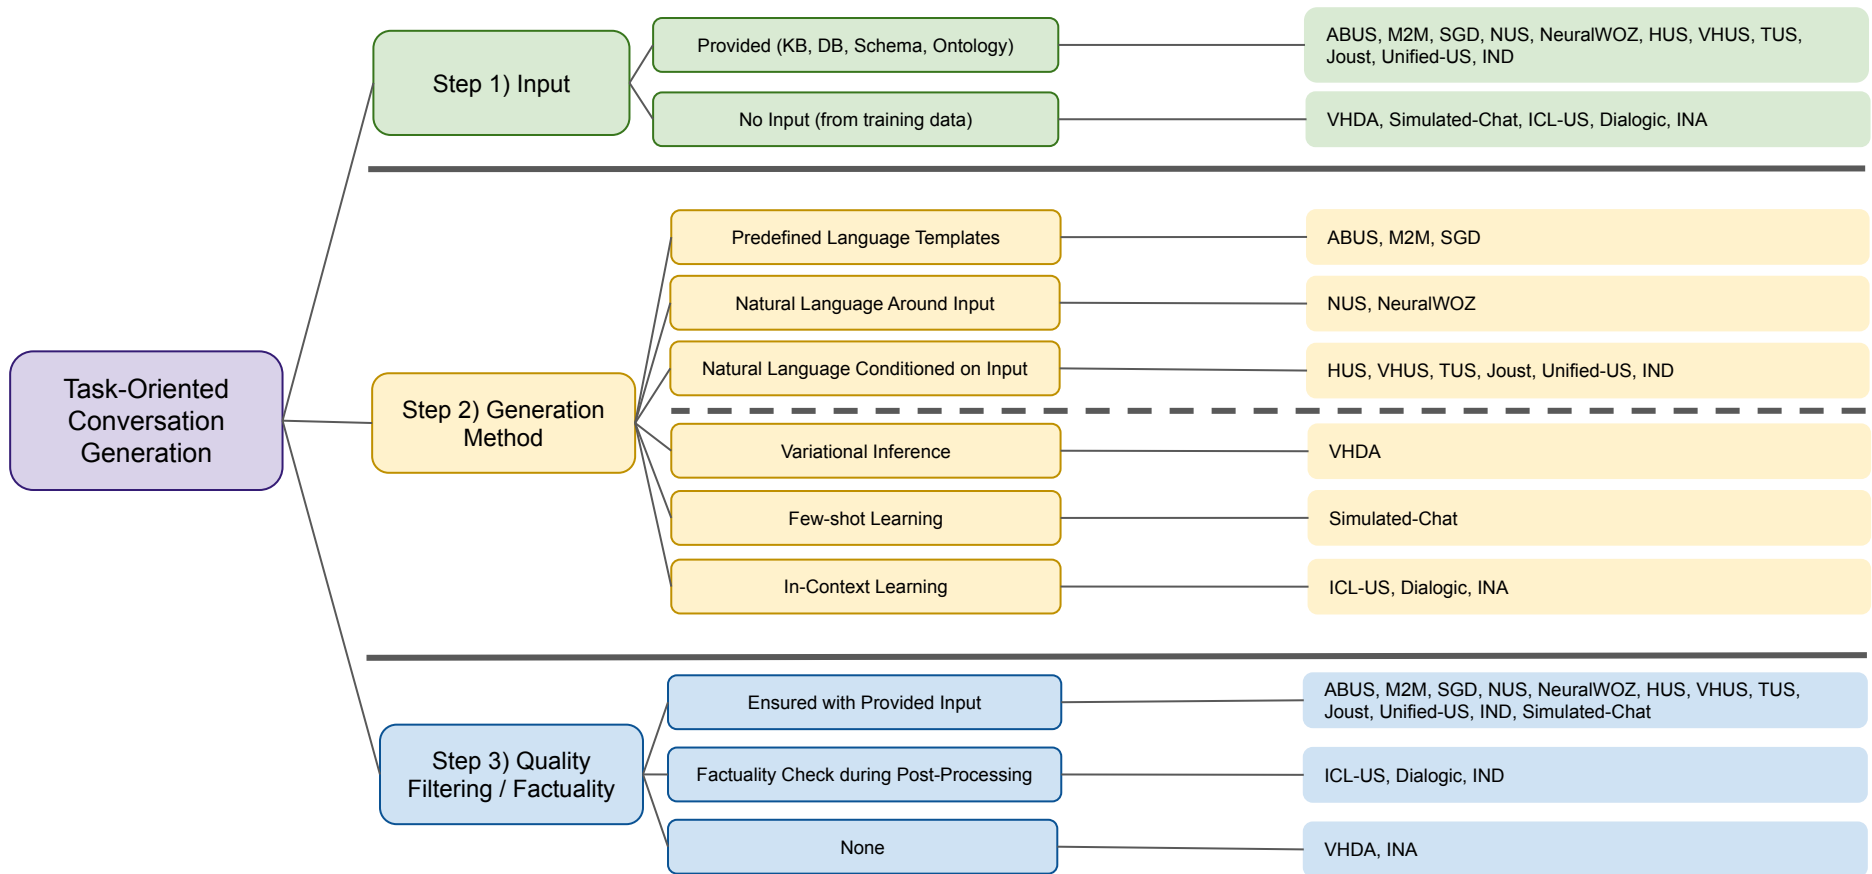 Task-Oriented
Conversation
Generation
Step 1) Input
Provided (KB, DB, Schema, Ontology)
ABUS, M2M, SGD, NUS, NeuralWOZ, HUS, VHUS, TUS,
Joust, Unified-US, IND
No Input (from training data)
VHDA, Simulated-Chat, ICL-US, Dialogic, INA
Step 2) Generation
Method
Predefined Language Templates
ABUS, M2M, SGD
Natural Language Around Input
NUS, NeuralWOZ
Natural Language Conditioned on Input
HUS, VHUS, TUS, Joust, Unified-US, IND
Variational Inference
VHDA
Few-shot Learning
Simulated-Chat
In-Context Learning
ICL-US, Dialogic, INA
Step 3) Quality
Filtering / Factuality
Ensured with Provided Input
ABUS, M2M, SGD, NUS, NeuralWOZ, HUS, VHUS, TUS,
Joust, Unified-US, IND, Simulated-Chat
Factuality Check during Post-Processing
ICL-US, Dialogic, IND
None
VHDA, INA